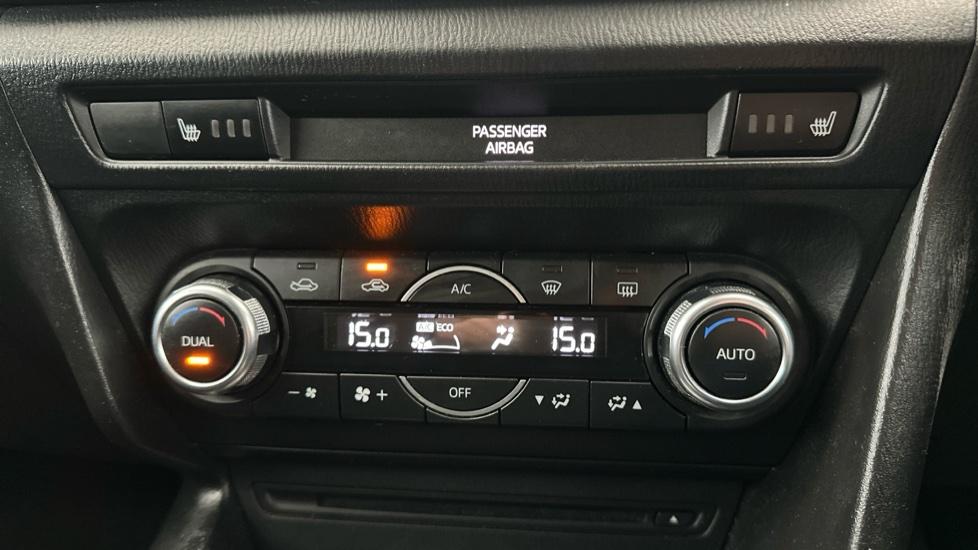 PASSENGER
AIRBAG
A/C
DUAL
15.0
A/C ECO
15.0
AUTO
− +
OFF